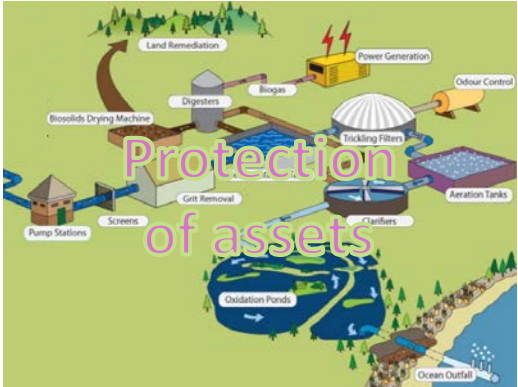 Land Remediation
Power Generation
Odour Control
Biogas
Digesters
Biosolids Drying Machine
Trickling Filters
Protection
Grit Removal
Aeration Tanks
Screens
Clarifiers
Pump Stations
of assets
Oxidation Ponds
Ocean Outfall